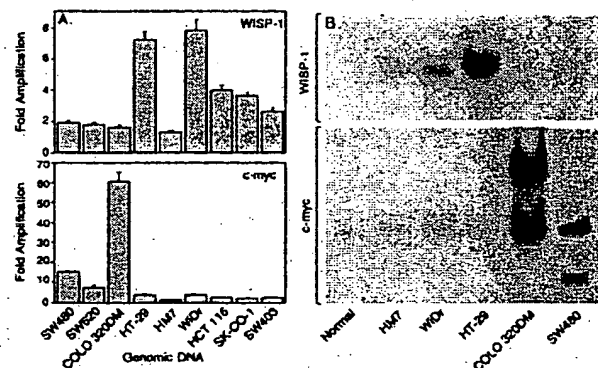 A.
WISP-1
Fold Amplification
8
6
4
2
0
c-myc
Fold Amplification
70
60
50
40
30
20
10
0
SW480
SW620
COLO 320DM
HT-29
HM7
WiDr
HCT 116
SK-CO-1
SW403
Genomic DNA
B.
WISP-1
c-myc
Normal
HM7
WiDr
HT-29
COLO 320DM
SW480